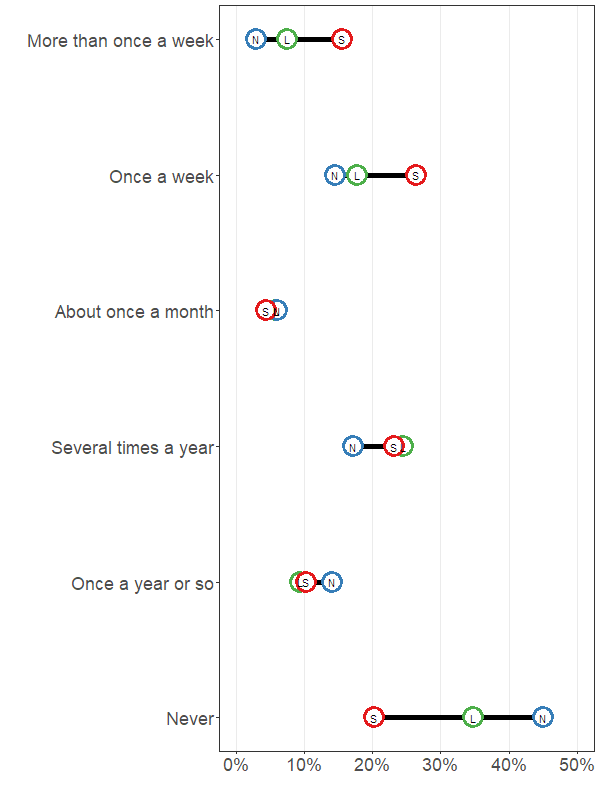 More than once a week N L S
Once a week N L S
About once a month S N
Several times a year N S L
Once a year or so L S N
Never S L N
0% 10% 20% 30% 40% 50%